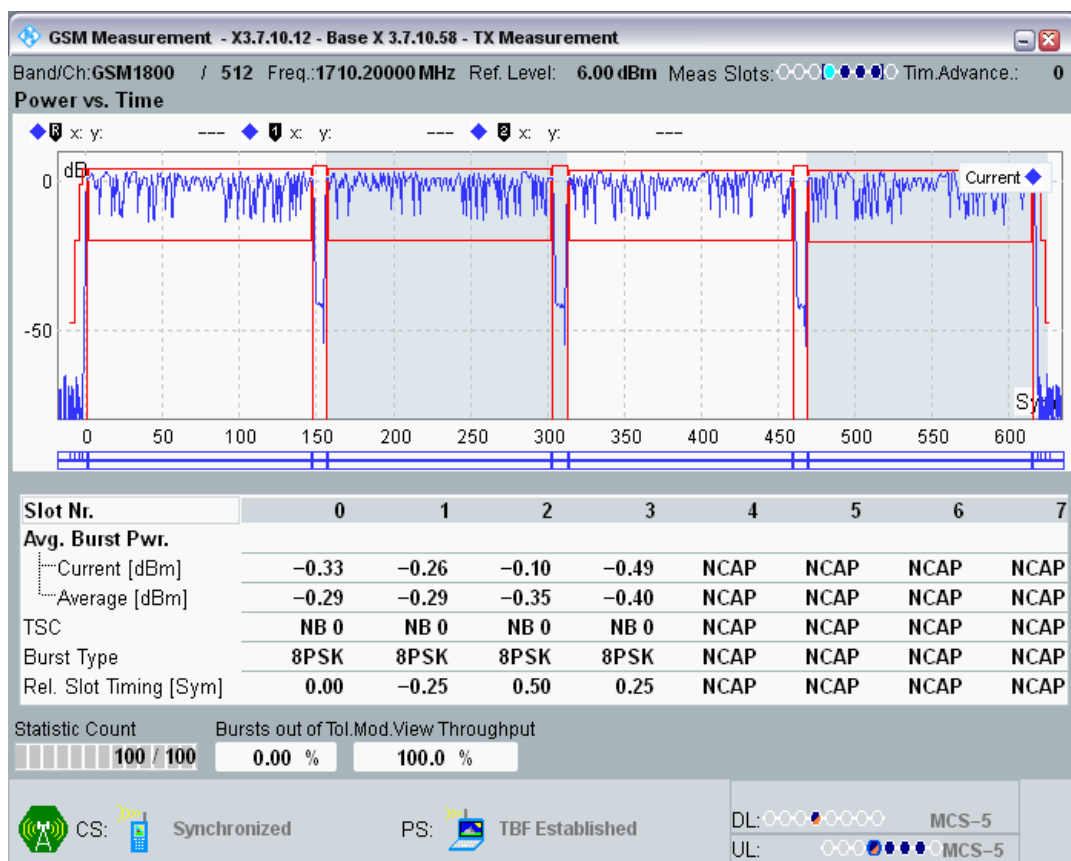 GSM Measurement - X3.7.10.12 - Base X 3.7.10.58 - TX Measurement
Band/Ch:GSM1800 / 512 Freq.:1710.20000 MHz Ref. Level: 6.00 dBm Meas Slots: Tim.Advance.: 0
Power vs. Time
R x: y: --- 1 x: y: --- 2 x: y: ---
dB
Current
0
-50
Sym
0 50 100 150 200 250 300 350 400 450 500 550 600
Slot Nr. 0 1 2 3 4 5 6 7
Avg. Burst Pwr.
Current [dBm] −0.33 −0.26 −0.10 −0.49 NCAP NCAP NCAP NCAP
Average [dBm] −0.29 −0.29 −0.35 −0.40 NCAP NCAP NCAP NCAP
TSC NB 0 NB 0 NB 0 NB 0 NCAP NCAP NCAP NCAP
Burst Type 8PSK 8PSK 8PSK 8PSK NCAP NCAP NCAP NCAP
Rel. Slot Timing [Sym] 0.00 −0.25 0.50 0.25 NCAP NCAP NCAP NCAP
Statistic Count Bursts out of Tol.Mod.View Throughput
100 / 100 0.00 % 100.0 %
CS: Synchronized PS: TBF Established
DL: MCS−5
UL: MCS−5